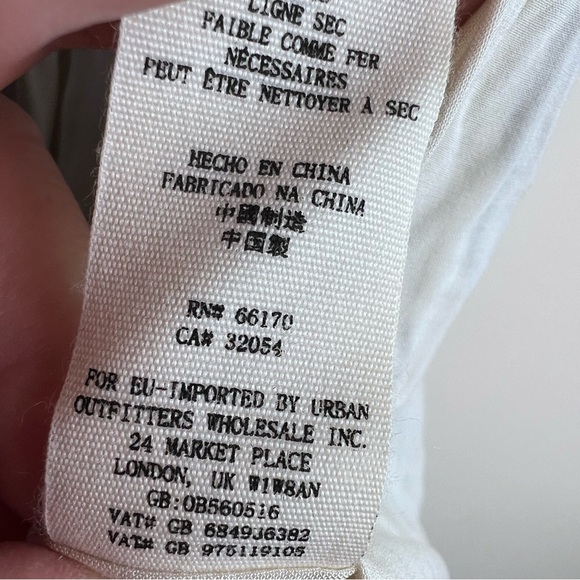 LIGNE SEC
FAIBLE COMME FER
NÉCESSAIRES
PEUT ÊTRE NETTOYER À SEC
HECHO EN CHINA
FABRICADO NA CHINA
中國制造
中国製
RN# 66170
CA# 32054
FOR EU-IMPORTED BY URBAN
OUTFITTERS WHOLESALE INC.
24 MARKET PLACE
LONDON, UK W1W8AN
GB:OB560516
VAT# GB 684936382
VAT# GB 975119105